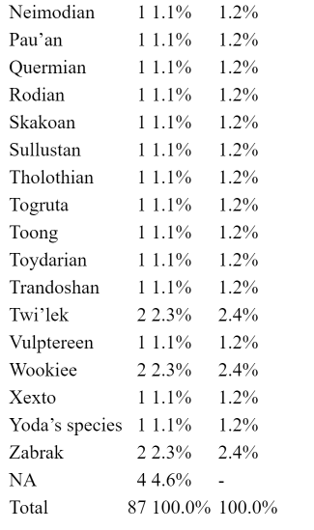 Neimodian 1 1.1% 1.2%
Pau’an 1 1.1% 1.2%
Quermian 1 1.1% 1.2%
Rodian 1 1.1% 1.2%
Skakoan 1 1.1% 1.2%
Sullustan 1 1.1% 1.2%
Tholothian 1 1.1% 1.2%
Togruta 1 1.1% 1.2%
Toong 1 1.1% 1.2%
Toydarian 1 1.1% 1.2%
Trandoshan 1 1.1% 1.2%
Twi’lek 2 2.3% 2.4%
Vulptereen 1 1.1% 1.2%
Wookiee 2 2.3% 2.4%
Xexto 1 1.1% 1.2%
Yoda’s species 1 1.1% 1.2%
Zabrak 2 2.3% 2.4%
NA 4 4.6% -
Total 87 100.0% 100.0%